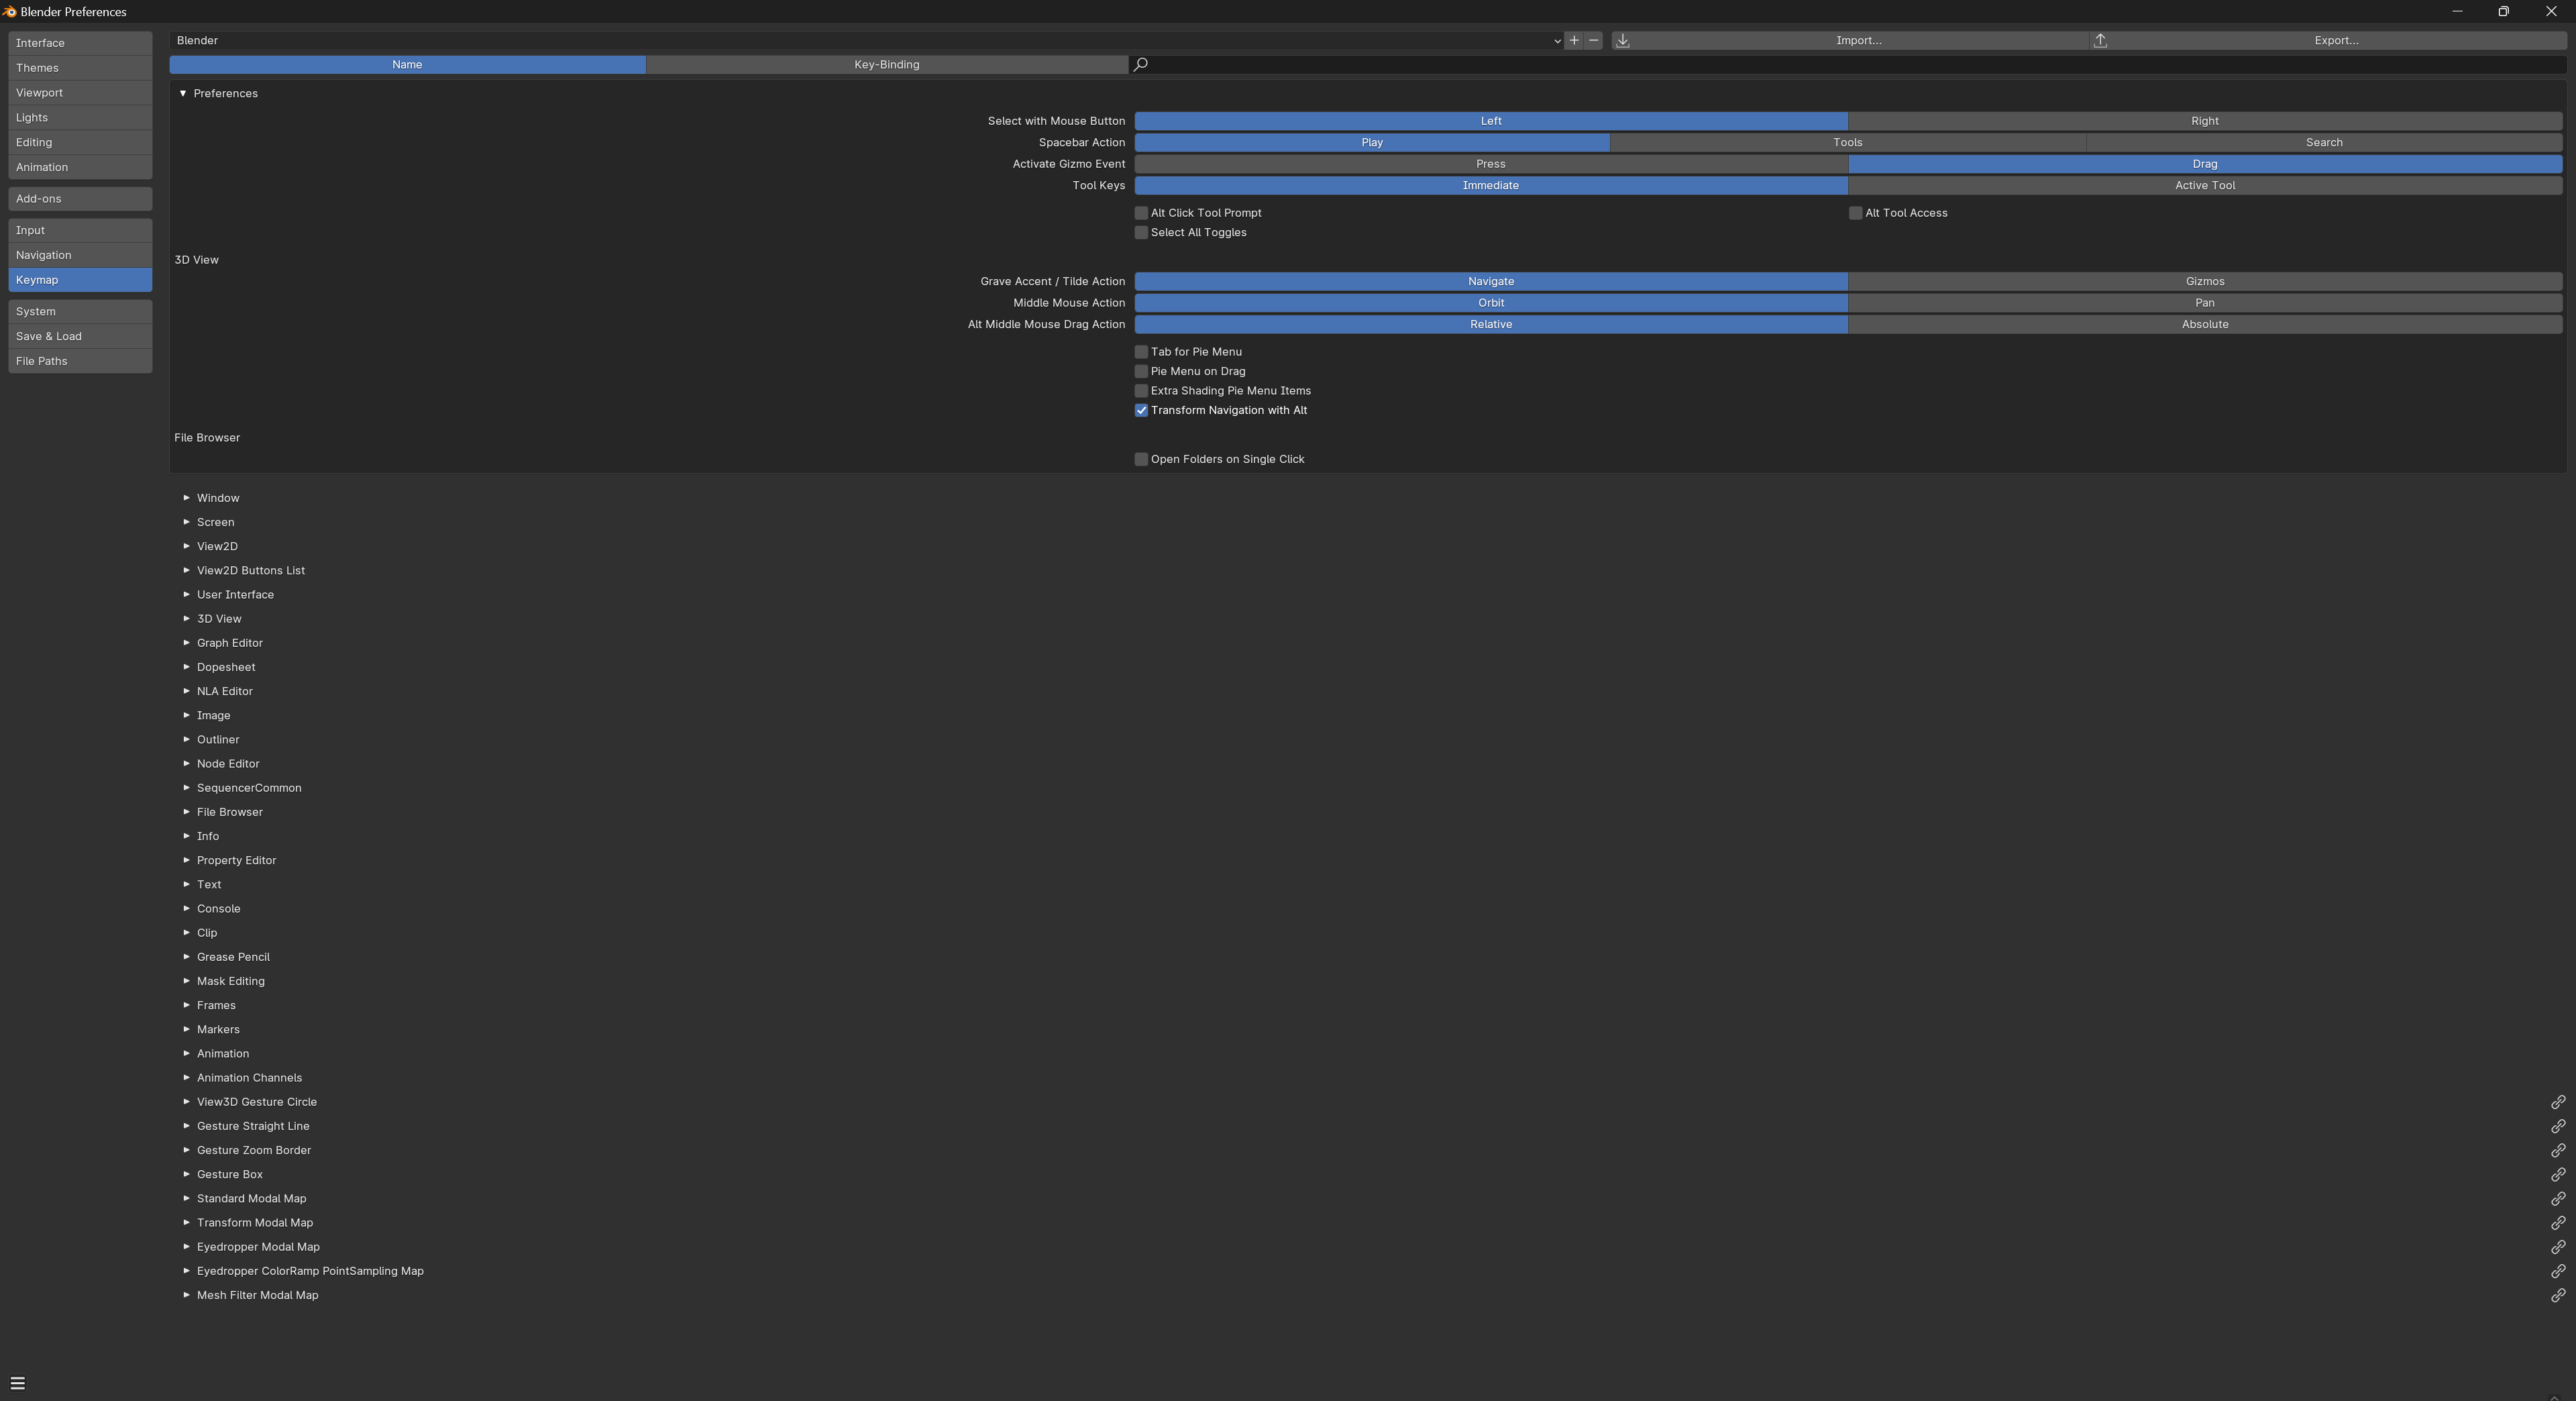 Blender Preferences
Interface
Themes
Viewport
Lights
Editing
Animation
Add-ons
Input
Navigation
Keymap
System
Save & Load
File Paths
Blender
Import...
Export...
Name
Key-Binding
Preferences
Select with Mouse Button Left Right
Spacebar Action Play Tools Search
Activate Gizmo Event Press Drag
Tool Keys Immediate Active Tool
Alt Click Tool Prompt Alt Tool Access
Select All Toggles
3D View
Grave Accent / Tilde Action Navigate Gizmos
Middle Mouse Action Orbit Pan
Alt Middle Mouse Drag Action Relative Absolute
Tab for Pie Menu
Pie Menu on Drag
Extra Shading Pie Menu Items
Transform Navigation with Alt
File Browser
Open Folders on Single Click
Window
Screen
View2D
View2D Buttons List
User Interface
3D View
Graph Editor
Dopesheet
NLA Editor
Image
Outliner
Node Editor
SequencerCommon
File Browser
Info
Property Editor
Text
Console
Clip
Grease Pencil
Mask Editing
Frames
Markers
Animation
Animation Channels
View3D Gesture Circle
Gesture Straight Line
Gesture Zoom Border
Gesture Box
Standard Modal Map
Transform Modal Map
Eyedropper Modal Map
Eyedropper ColorRamp PointSampling Map
Mesh Filter Modal Map